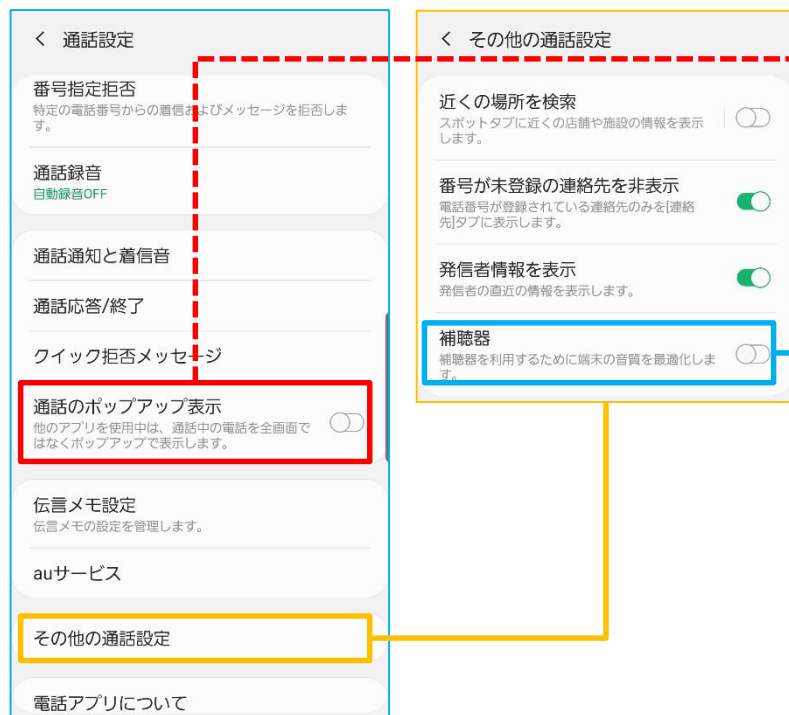 通話設定
番号指定拒否
特定の電話番号からの着信およびメッセージを拒否しま
す。
通話録音
自動録音OFF
通話通知と着信音
通話応答/終了
クイック拒否メッセージ
通話のポップアップ表示
他のアプリを使用中は、通話中の電話を全画面で
はなくポップアップで表示します。
伝言メモ設定
伝言メモの設定を管理します。
auサービス
その他の通話設定
電話アプリについて
その他の通話設定
近くの場所を検索
スポットタブに近くの店舗や施設の情報を表示
します。
番号が未登録の連絡先を非表示
電話番号が登録されている連絡先のみを[連絡
先]タブに表示します。
発信者情報を表示
発信者の直近の情報を表示します。
補聴器
補聴器を利用するために端末の音質を最適化しま
す。